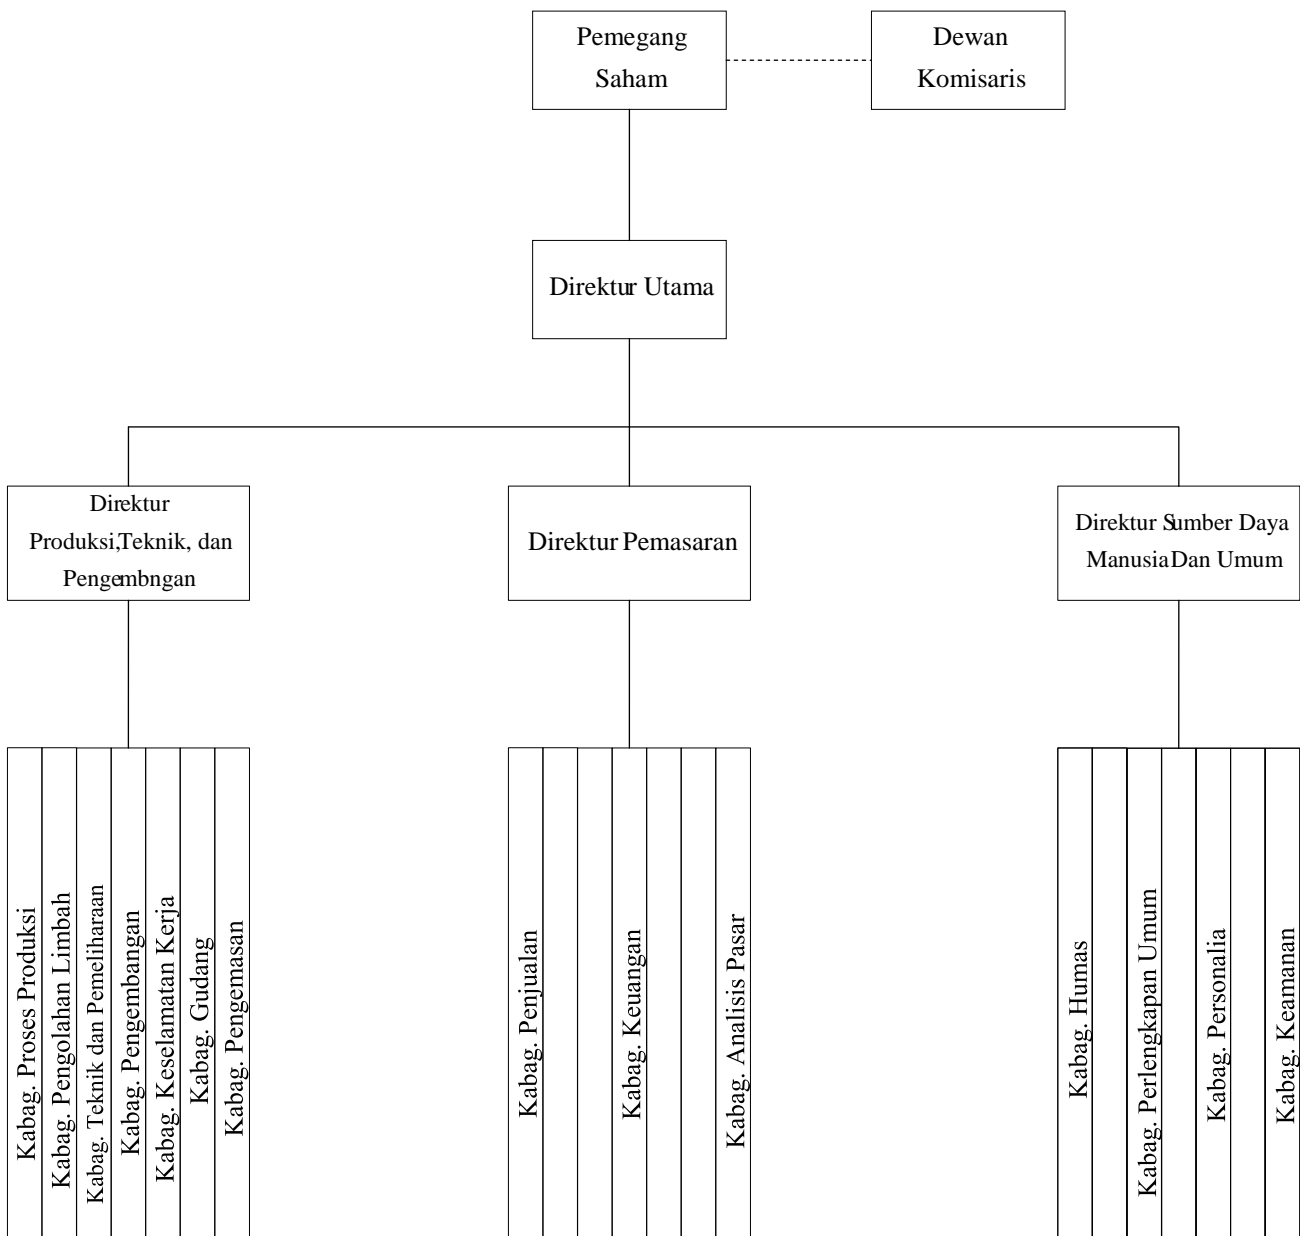 Pemegang
Saham
Dewan
Komisaris
Direktur Utama
Direktur
Produksi,Teknik, dan
Pengembngan
Direktur Pemasaran
Direktur Sumber Daya
Manusia Dan Umum
Kabag. Proses Produksi
Kabag. Pengolahan Limbah
Kabag. Teknik dan Pemeliharaan
Kabag. Pengembangan
Kabag. Keselamatan Kerja
Kabag. Gudang
Kabag. Pengemasan
Kabag. Penjualan
Kabag. Keuangan
Kabag. Analisis Pasar
Kabag. Humas
Kabag. Perlengkapan Umum
Kabag. Personalia
Kabag. Keamanan